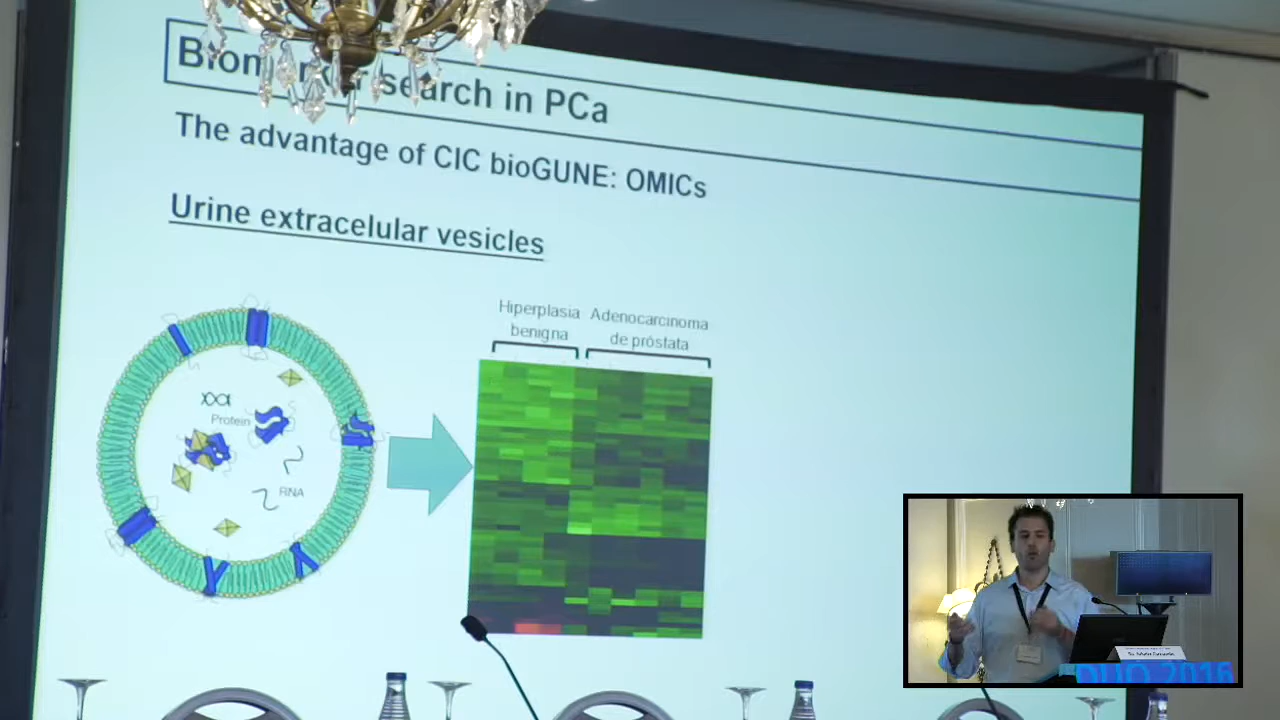 search in PCa
The advantage of CIC bioGUNE: OMICs
Urine extracelular vesicles
Hiperplasia
benigna
Adenocarcinoma
de próstata
Protein
RNA
2016